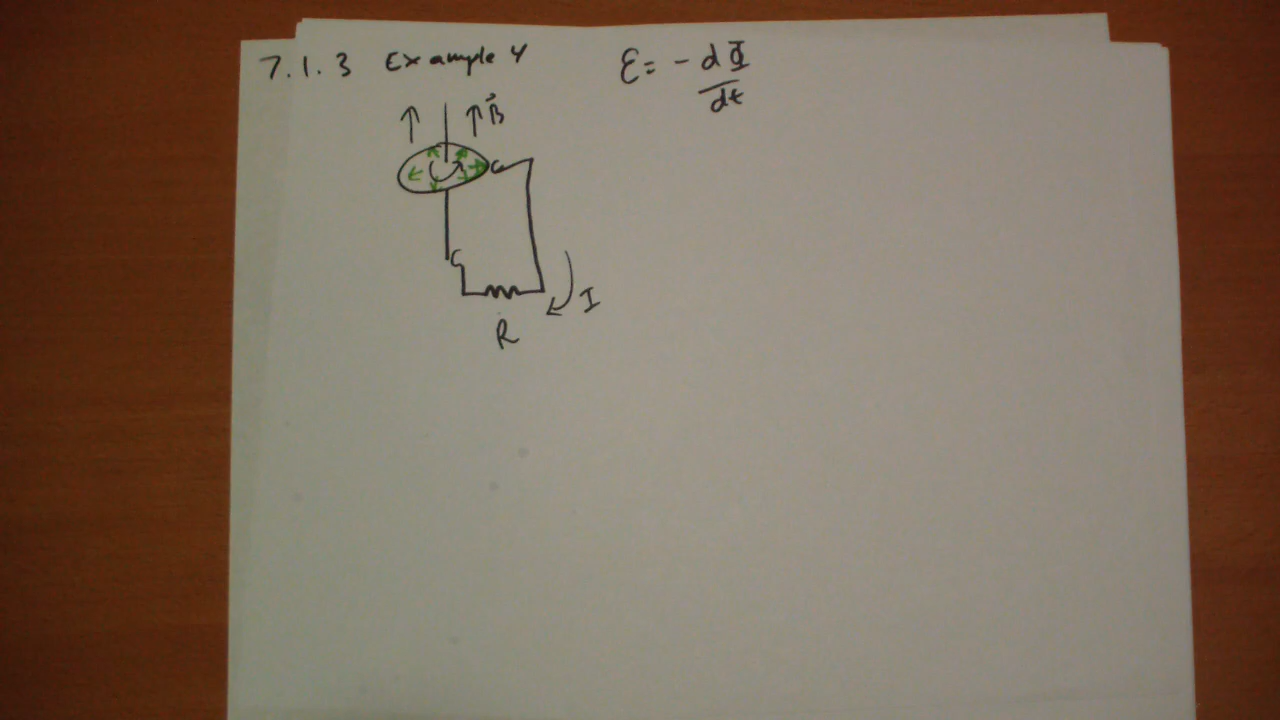 7.1.3 Example 4
ℰ = - dΦ/dt
B⃗
I
R